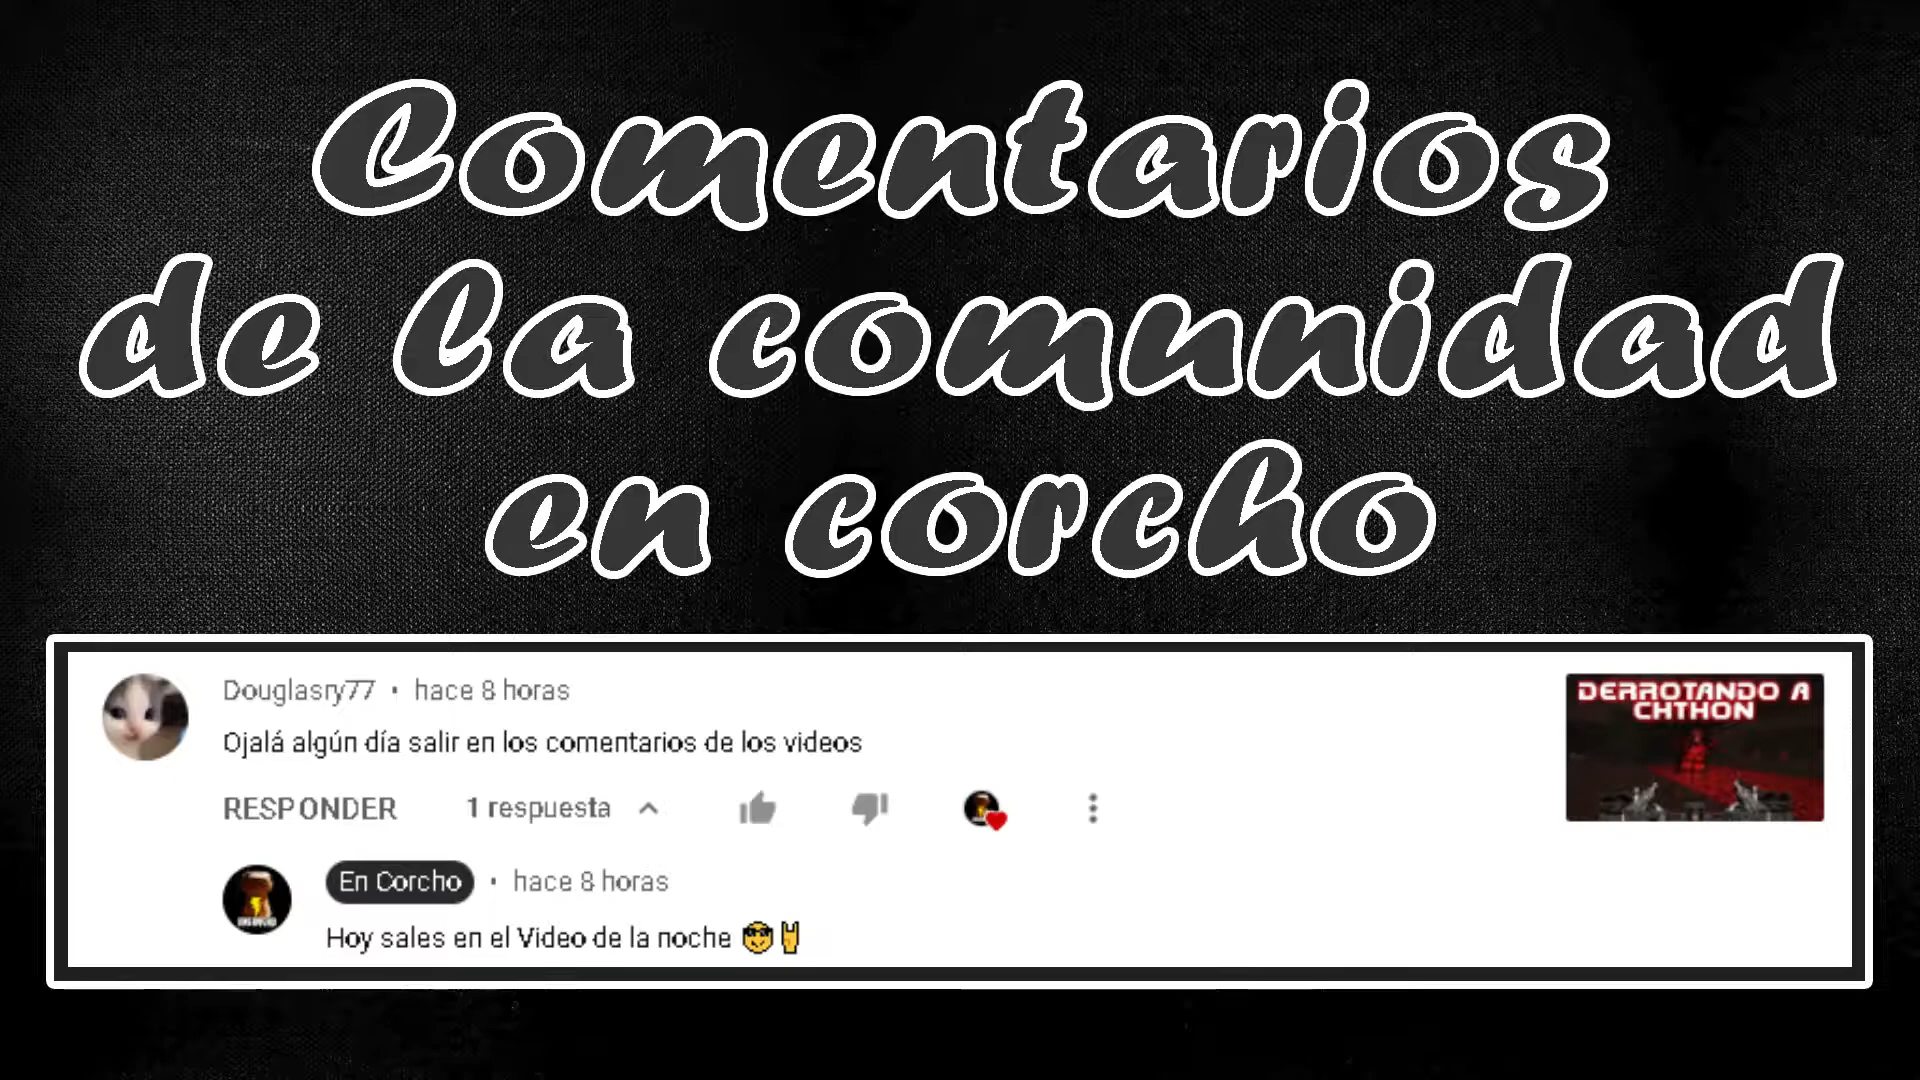 Comentarios
de la comunidad
en corcho
Douglasry77 • hace 8 horas
Ojalá algún día salir en los comentarios de los videos
RESPONDER 1 respuesta
DERROTANDO A
CHTHON
En Corcho • hace 8 horas
Hoy sales en el Video de la noche 😎🤘